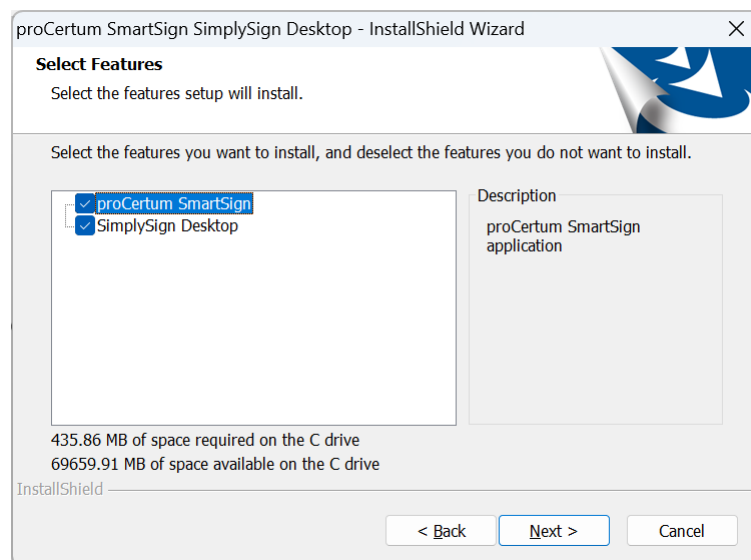 proCertum SmartSign SimplySign Desktop - InstallShield Wizard
Select Features
Select the features setup will install.
Select the features you want to install, and deselect the features you do not want to install.
proCertum SmartSign
SimplySign Desktop
Description
proCertum SmartSign
application
435.86 MB of space required on the C drive
69659.91 MB of space available on the C drive
InstallShield
< Back
Next >
Cancel